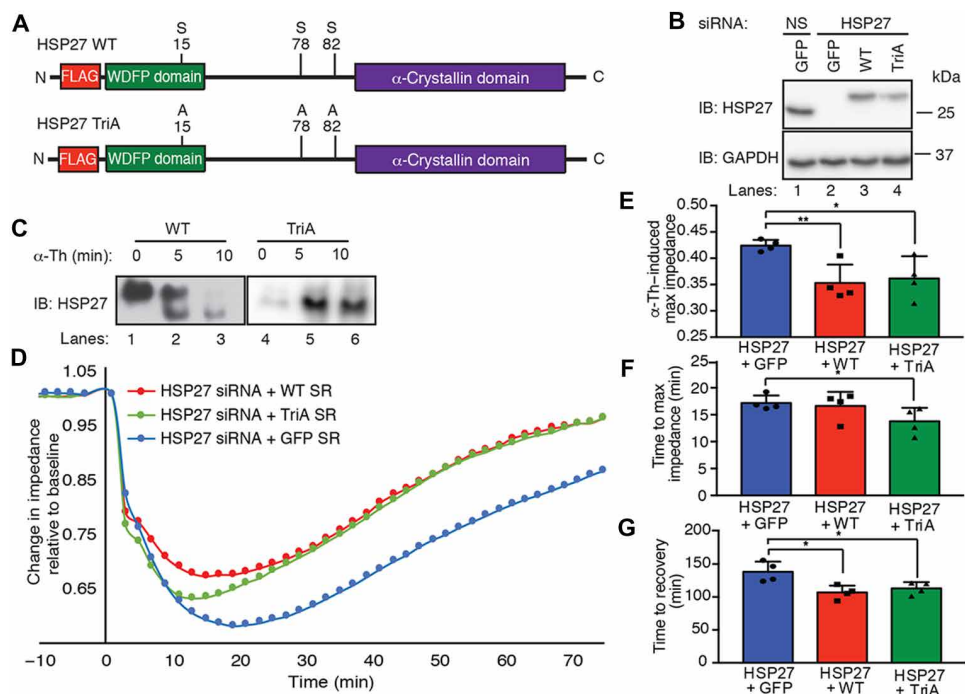 A
HSP27 WT
S S S
15 78 82
N FLAG WDFP domain α-Crystallin domain C
HSP27 TriA
A A A
15 78 82
N FLAG WDFP domain α-Crystallin domain C
B
siRNA: NS HSP27
GFP GFP WT TriA
kDa
IB: HSP27
25
IB: GAPDH
37
Lanes: 1 2 3 4
C
WT TriA
α-Th (min): 0 5 10 0 5 10
IB: HSP27
Lanes: 1 2 3 4 5 6
D
Change in impedance
relative to baseline
1.05
0.95
0.85
0.75
0.65
HSP27 siRNA + WT SR
HSP27 siRNA + TriA SR
HSP27 siRNA + GFP SR
−10 0 10 20 30 40 50 60 70
Time (min)
E
α-Th–induced
max impedance
0.50
0.45
0.40
0.35
0.30
0.25
*
**
HSP27 HSP27 HSP27
+ GFP + WT + TriA
F
Time to max
impedance (min)
25
20
15
10
5
0
*
HSP27 HSP27 HSP27
+ GFP + WT + TriA
G
Time to recovery
(min)
200
150
100
50
0
*
*
HSP27 HSP27 HSP27
+ GFP + WT + TriA